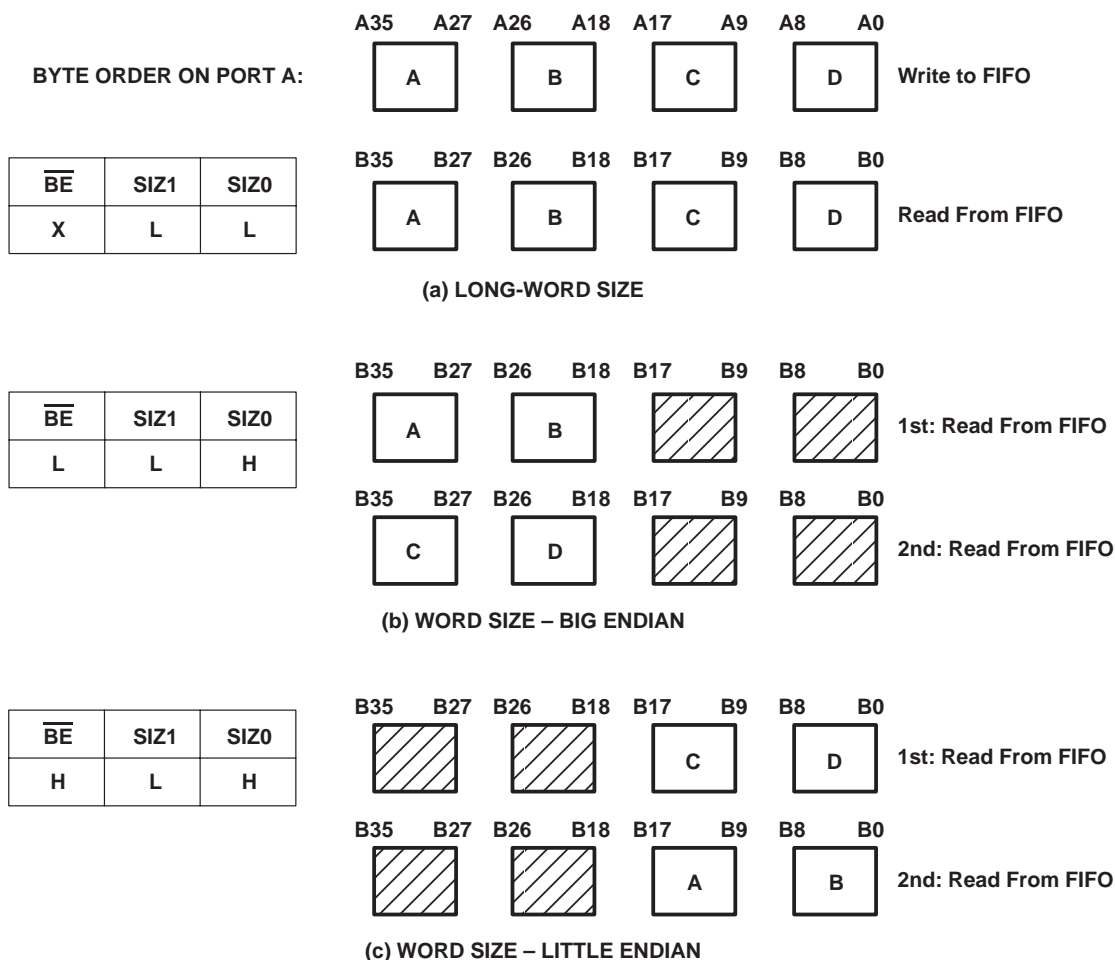 A35 A27 A26 A18 A17 A9 A8 A0
BYTE ORDER ON PORT A: A B C D Write to FIFO
B35 B27 B26 B18 B17 B9 B8 B0
BE SIZ1 SIZ0
X L L
A B C D Read From FIFO
(a) LONG-WORD SIZE
B35 B27 B26 B18 B17 B9 B8 B0
BE SIZ1 SIZ0
L L H
A B 1st: Read From FIFO
B35 B27 B26 B18 B17 B9 B8 B0
C D 2nd: Read From FIFO
(b) WORD SIZE – BIG ENDIAN
B35 B27 B26 B18 B17 B9 B8 B0
BE SIZ1 SIZ0
H L H
C D 1st: Read From FIFO
B35 B27 B26 B18 B17 B9 B8 B0
A B 2nd: Read From FIFO
(c) WORD SIZE – LITTLE ENDIAN